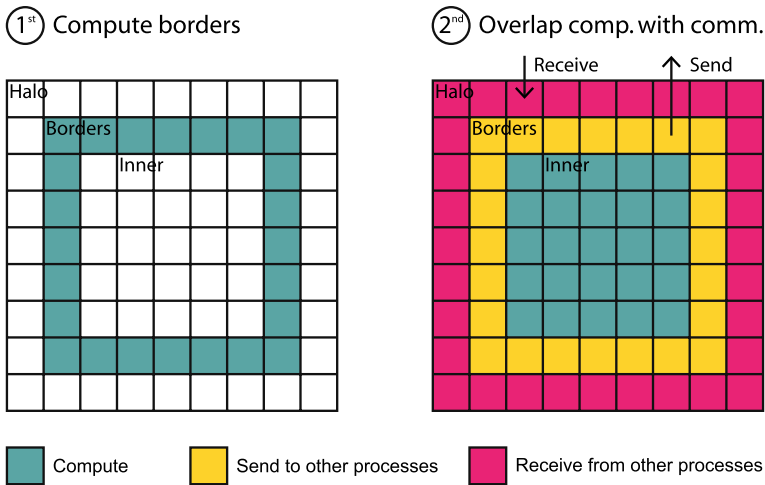 1st Compute borders
2nd Overlap comp. with comm.
Receive
Send
Halo
Borders
Inner
Halo
Borders
Inner
Compute
Send to other processes
Receive from other processes